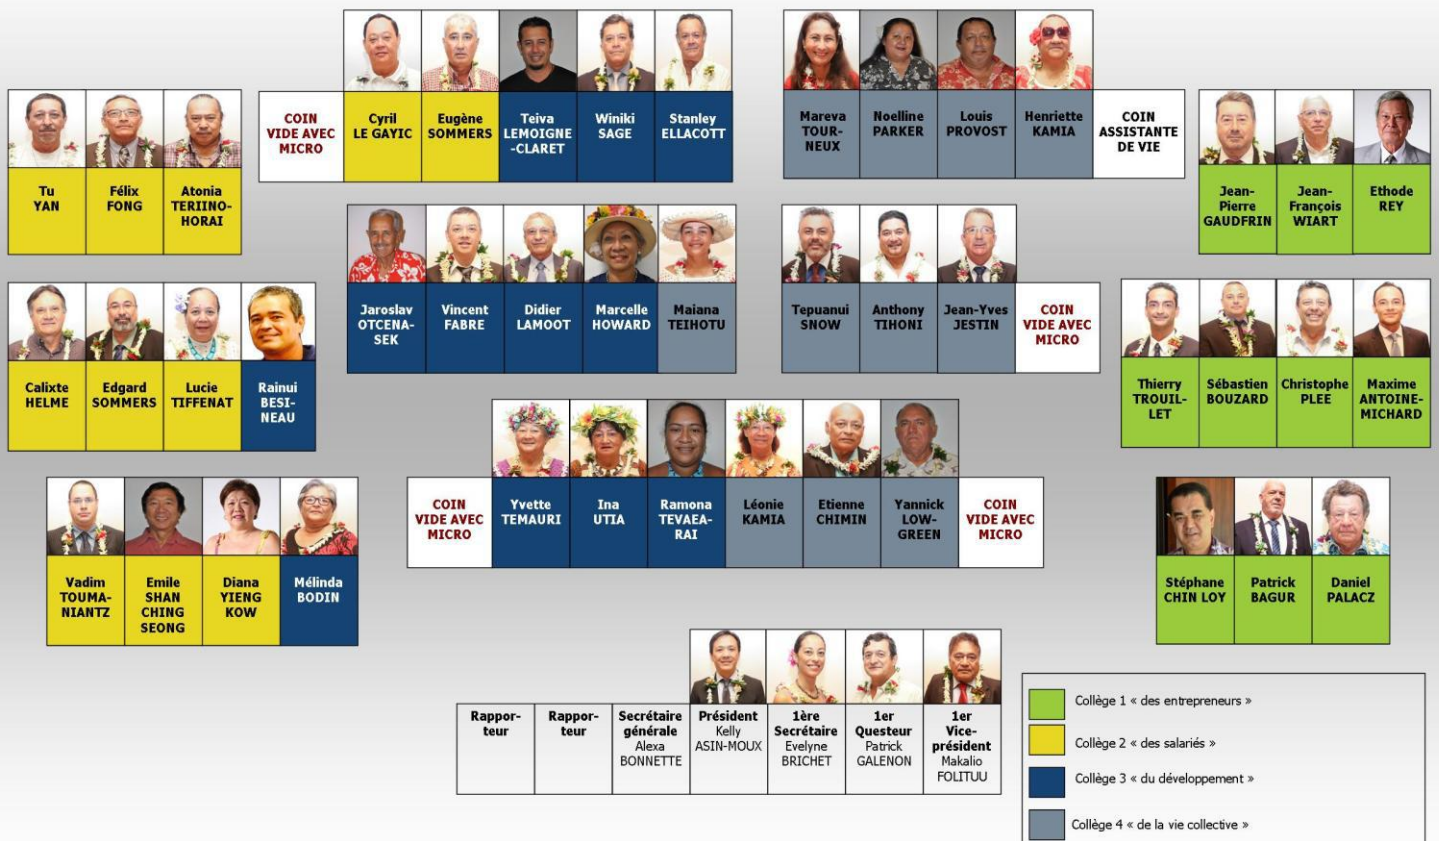 COIN
VIDE AVEC
MICRO
Cyril
LE GAYIC
Eugène
SOMMERS
Teiva
LEMOIGNE
-CLARET
Winiki
SAGE
Stanley
ELLACOTT
Mareva
TOUR-
NEUX
Noelline
PARKER
Louis
PROVOST
Henriette
KAMIA
COIN
ASSISTANTE
DE VIE
Tu
YAN
Félix
FONG
Atonia
TERIINO-
HORAI
Jean-
Pierre
GAUDFRIN
Jean-
François
WIART
Ethode
REY
Jaroslav
OTCENA-
SEK
Vincent
FABRE
Didier
LAMOOT
Marcelle
HOWARD
Maiana
TEIHOTU
Tepuanui
SNOW
Anthony
TIHONI
Jean-Yves
JESTIN
COIN
VIDE AVEC
MICRO
Calixte
HELME
Edgard
SOMMERS
Lucie
TIFFENAT
Rainui
BESI-
NEAU
Thierry
TROUIL-
LET
Sébastien
BOUZARD
Christophe
PLEE
Maxime
ANTOINE-
MICHARD
COIN
VIDE AVEC
MICRO
Yvette
TEMAURI
Ina
UTIA
Ramona
TEVAEA-
RAI
Léonie
KAMIA
Etienne
CHIMIN
Yannick
LOW-
GREEN
COIN
VIDE AVEC
MICRO
Vadim
TOUMA-
NIANTZ
Emile
SHAN
CHING
SEONG
Diana
YIENG
KOW
Mélinda
BODIN
Stéphane
CHIN LOY
Patrick
BAGUR
Daniel
PALACZ
Rappor-
teur
Rappor-
teur
Secrétaire
générale
Alexa
BONNETTE
Président
Kelly
ASIN-MOUX
1ère
Secrétaire
Evelyne
BRICHET
1er
Questeur
Patrick
GALENON
1er
Vice-
président
Makalio
FOLITUU
Collège 1 « des entrepreneurs »
Collège 2 « des salariés »
Collège 3 « du développement »
Collège 4 « de la vie collective »